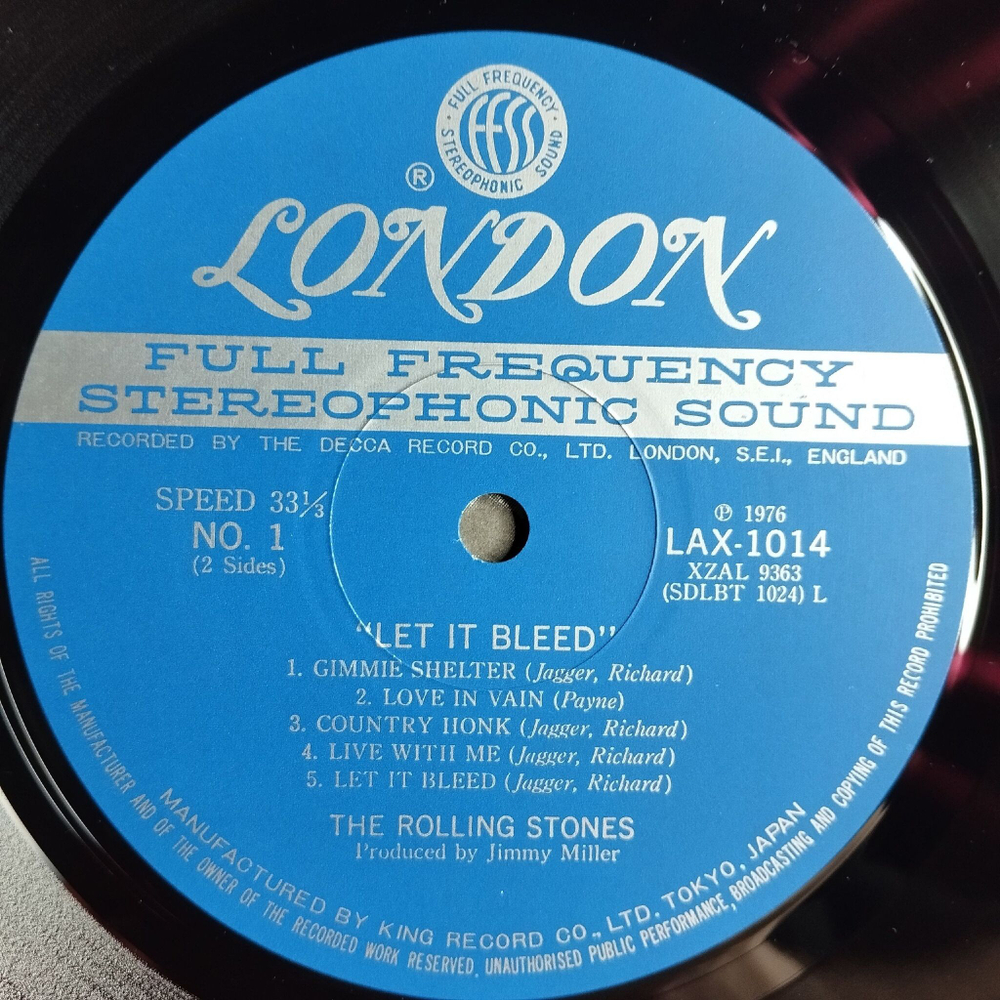 FULL FREQUENCY
STEREOPHONIC SOUND
FFSS
®
LONDON
FULL FREQUENCY
STEREOPHONIC SOUND
RECORDED BY THE DECCA RECORD CO., LTD. LONDON, S.E.I., ENGLAND
SPEED 33⅓
NO. 1
(2 Sides)
℗ 1976
LAX-1014
XZAL 9363
(SDLBT 1024) L
“LET IT BLEED”
1. GIMMIE SHELTER (Jagger, Richard)
2. LOVE IN VAIN (Payne)
3. COUNTRY HONK (Jagger, Richard)
4. LIVE WITH ME (Jagger, Richard)
5. LET IT BLEED (Jagger, Richard)
THE ROLLING STONES
Produced by Jimmy Miller
MANUFACTURED BY KING RECORD CO., LTD. TOKYO, JAPAN
ALL RIGHTS OF THE MANUFACTURER AND OF THE OWNER OF THE RECORDED WORK RESERVED, UNAUTHORISED PUBLIC PERFORMANCE, BROADCASTING AND COPYING OF THIS RECORD PROHIBITED